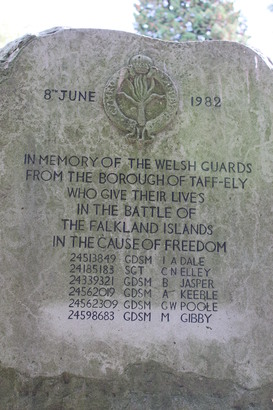 8TH JUNE 1982
IN MEMORY OF THE WELSH GUARDS
FROM THE BOROUGH OF TAFF-ELY
WHO GIVE THEIR LIVES
IN THE BATTLE OF
THE FALKLAND ISLANDS
IN THE CAUSE OF FREEDOM
24513849 GDSM I A DALE
24185183 SGT C N ELLEY
24339321 GDSM B JASPER
24562019 GDSM A KEEBLE
24562309 GDSM G W POOLE
24598683 GDSM M GIBBY